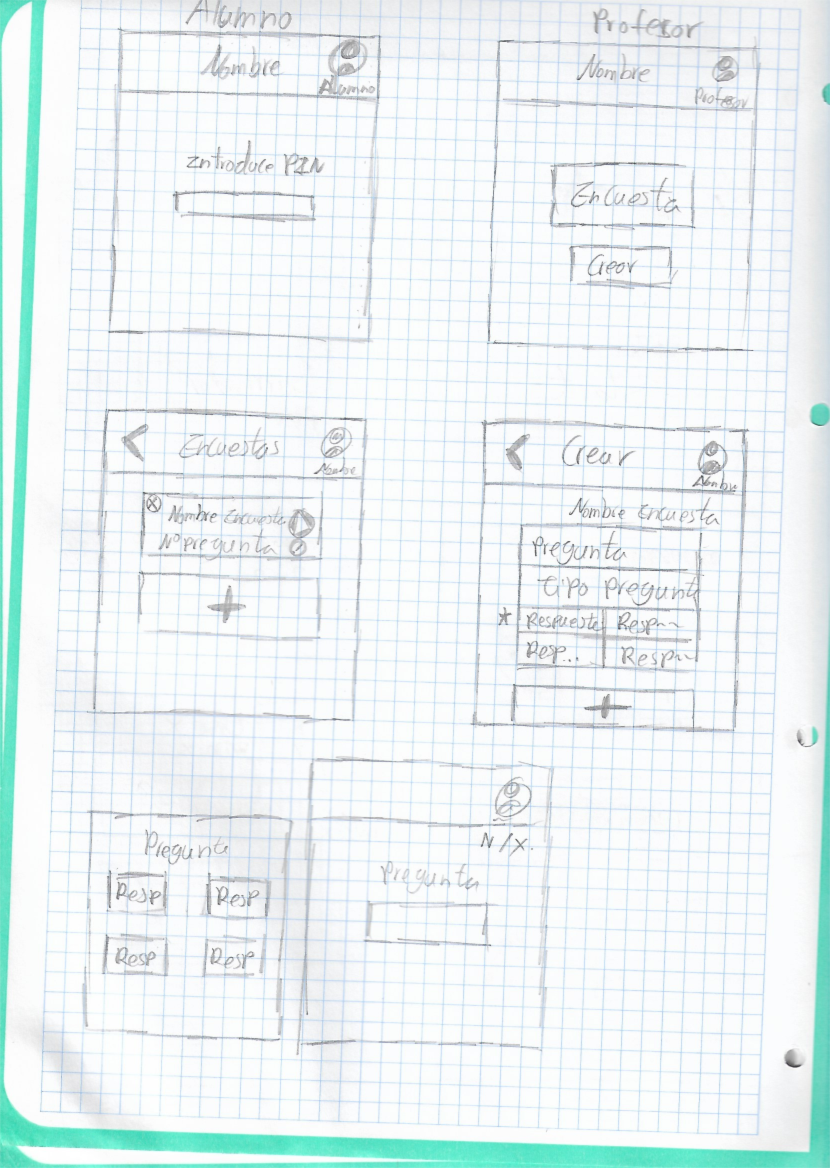 Alumno
Profesor
Nombre
Alumno
Nombre
Profesor
Introduce PIN
Encuesta
Crear
Encuestas
Nombre
Crear
Nombre
Nombre Encuesta
Nº pregunta
+
Nombre Encuesta
Pregunta
Tipo pregunt
* Respuesta Resp
Resp... Resp
+
Pregunta
Resp Resp
Resp Resp
N/X.
Pregunta